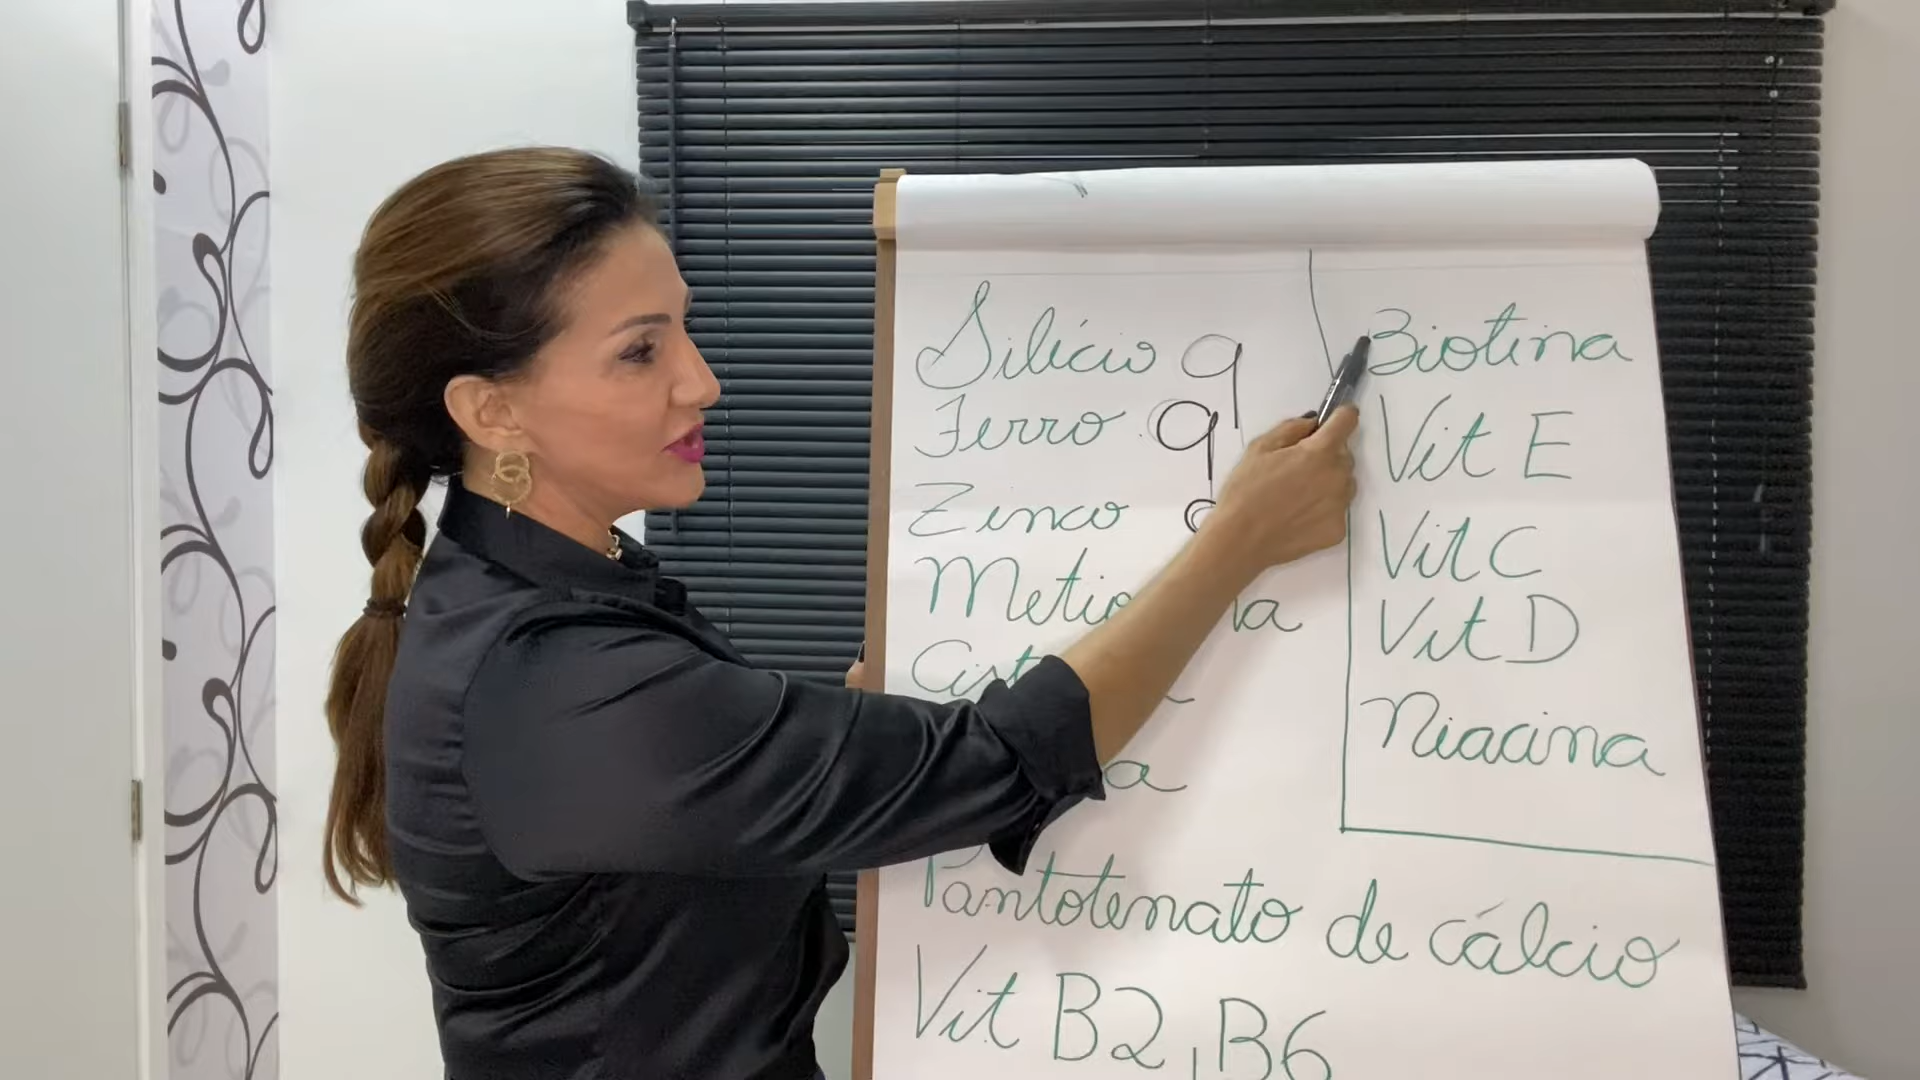 Silício q
Ferro q
Zinco
Pantotenato de cálcio
Vit B2, B6
Biotina
Vit E
Vit C
Vit D
Niacina